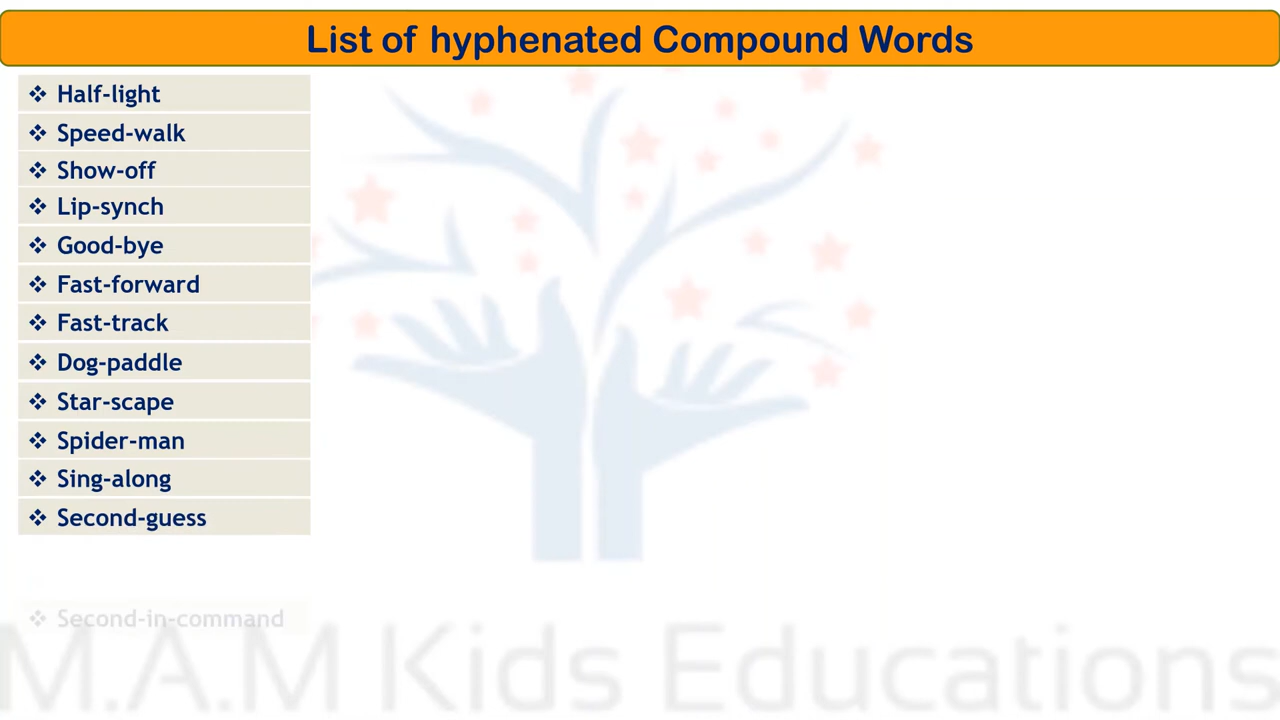 List of hyphenated Compound Words
❖ Half-light
❖ Speed-walk
❖ Show-off
❖ Lip-synch
❖ Good-bye
❖ Fast-forward
❖ Fast-track
❖ Dog-paddle
❖ Star-scape
❖ Spider-man
❖ Sing-along
❖ Second-guess
❖ Second-in-command
M.A.M Kids Educations